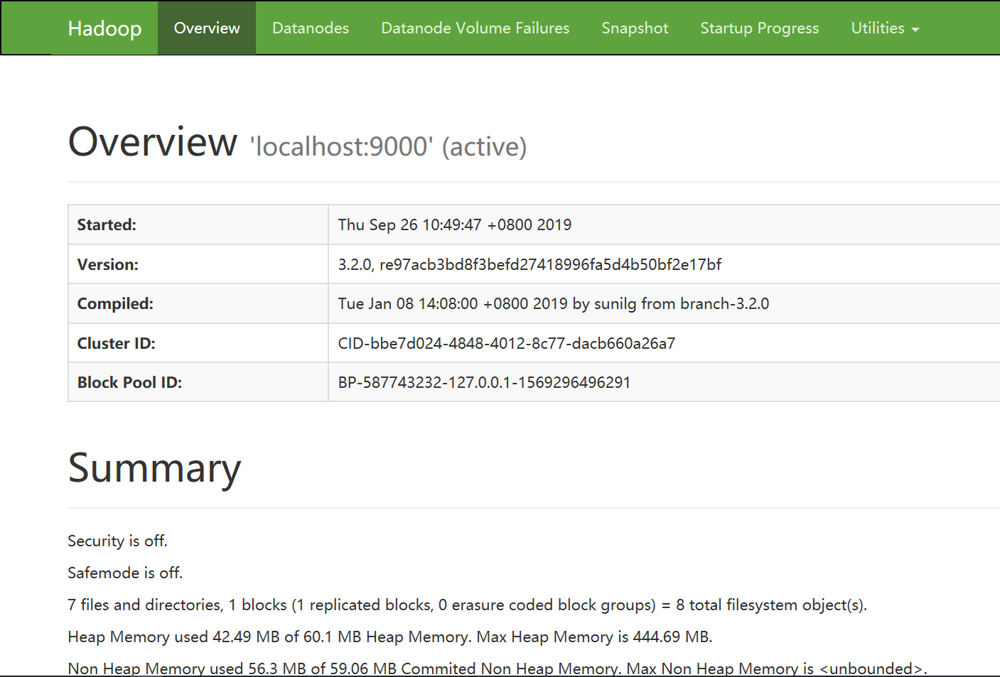 Hadoop Overview Datanodes Datanode Volume Failures Snapshot Startup Progress Utilities
Overview 'localhost:9000' (active)
Started: Thu Sep 26 10:49:47 +0800 2019
Version: 3.2.0, re97acb3bd8f3befd27418996fa5d4b50bf2e17bf
Compiled: Tue Jan 08 14:08:00 +0800 2019 by sunilg from branch-3.2.0
Cluster ID: CID-bbe7d024-4848-4012-8c77-dacb660a26a7
Block Pool ID: BP-587743232-127.0.0.1-1569296496291
Summary
Security is off.
Safemode is off.
7 files and directories, 1 blocks (1 replicated blocks, 0 erasure coded block groups) = 8 total filesystem object(s).
Heap Memory used 42.49 MB of 60.1 MB Heap Memory. Max Heap Memory is 444.69 MB.
Non Heap Memory used 56.3 MB of 59.06 MB Commited Non Heap Memory. Max Non Heap Memory is <unbounded>.